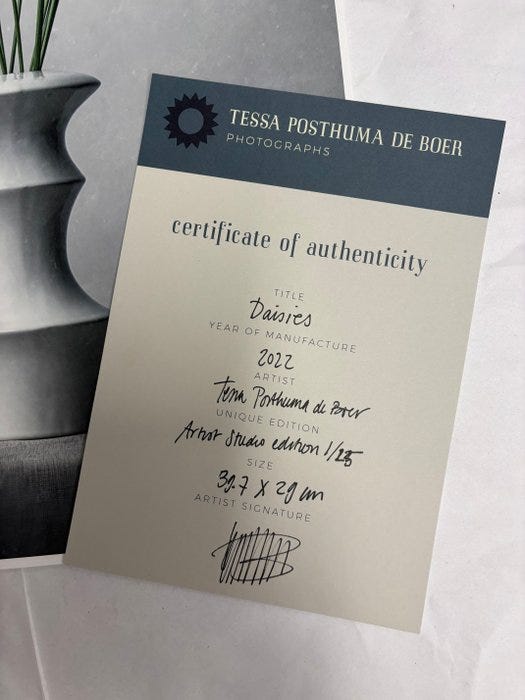 TESSA POSTHUMA DE BOER
PHOTOGRAPHS
certificate of authenticity
TITLE
Daisies
YEAR OF MANUFACTURE
2022
ARTIST
Tessa Posthuma de Boer
UNIQUE EDITION
Artist Studio edition 1/25
SIZE
39.7 X 29 cm
ARTIST SIGNATURE